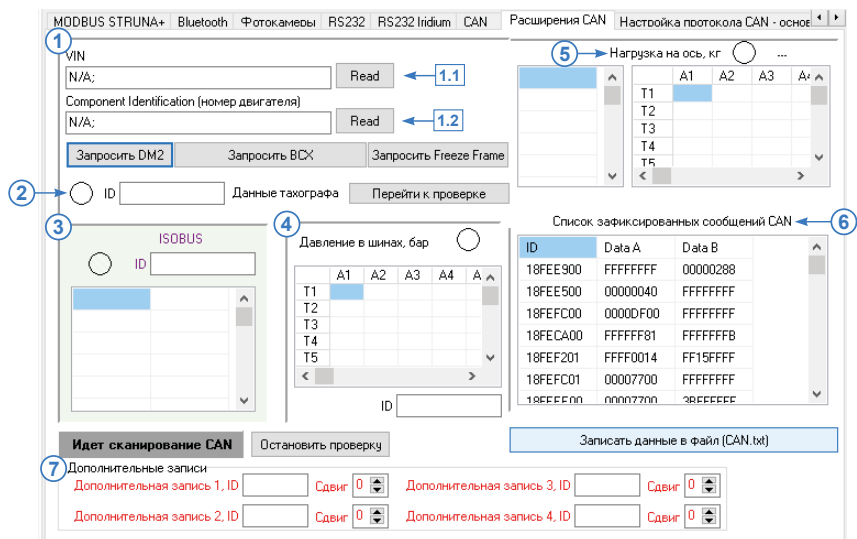 MODBUS STRUNA+ Bluetooth Фотокамеры RS232 RS232 Iridium CAN Расширения CAN Настройка протокола CAN - основ
1
VIN
N/A;
Read
1.1
Component Identification (номер двигателя)
N/A;
Read
1.2
Запросить DM2
Запросить ВСХ
Запросить Freeze Frame
2
ID
Данные тахографа
Перейти к проверке
5
Нагрузка на ось, кг
...
A1 A2 A3
T1
T2
T3
T4
T5
3
ISOBUS
ID
4
Давление в шинах, бар
A1 A2 A3 A4 A
T1
T2
T3
T4
T5
ID
Список зафиксированных сообщений CAN
6
ID Data A Data B
18FEE900 FFFFFFFF 00000288
18FEE500 00000040 FFFFFFFF
18FEFC00 0000DF00 FFFFFFFF
18FECA00 FFFFFF81 FFFFFFFB
18FEF201 FFFF0014 FF15FFFF
18FEFC01 00007700 FFFFFFFF
00007700
Идет сканирование CAN
Остановить проверку
Записать данные в файл (CAN.txt)
7
Дополнительные записи
Дополнительная запись 1, ID Сдвиг 0 Дополнительная запись 3, ID Сдвиг 0
Дополнительная запись 2, ID Сдвиг 0 Дополнительная запись 4, ID Сдвиг 0